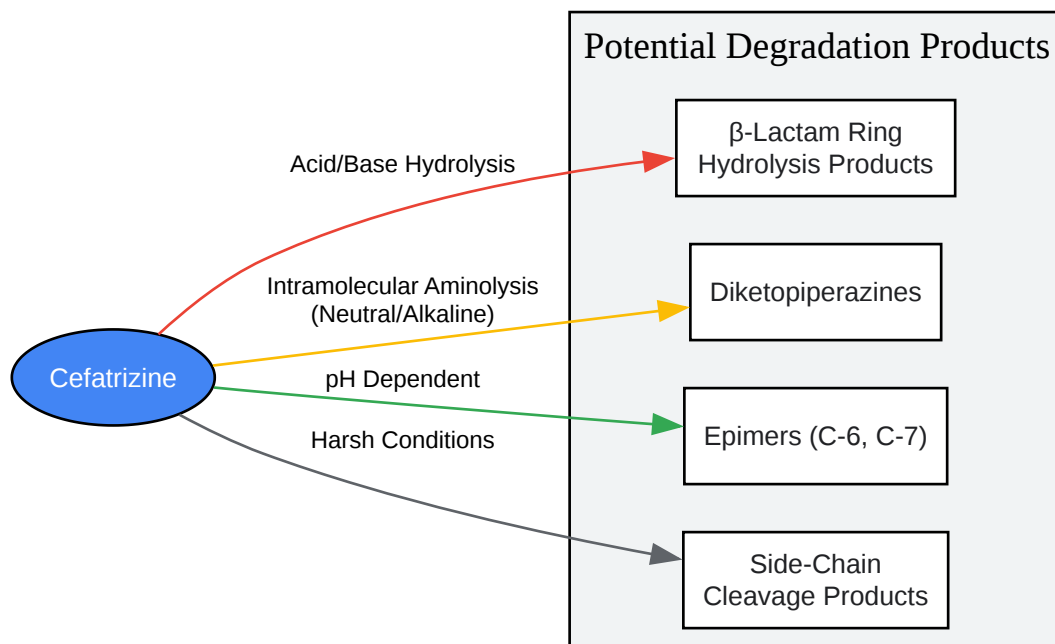 Potential Degradation Products
β-Lactam Ring
Hydrolysis Products
Acid/Base Hydrolysis
Intramolecular Aminolysis
(Neutral/Alkaline)
Diketopiperazines
Cefatrizine
pH Dependent
Epimers (C-6, C-7)
Harsh Conditions
Side-Chain
Cleavage Products